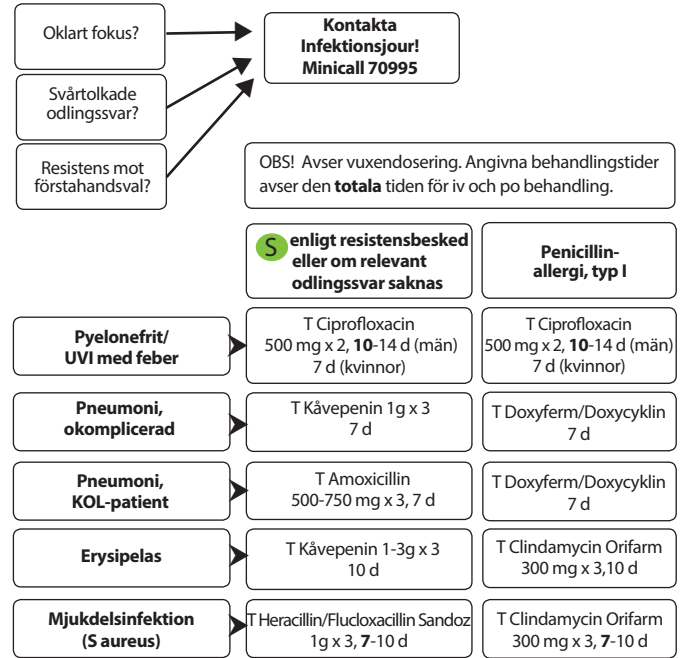 Oklart fokus?
Kontakta
Infektionsjour!
Minicall 70995
Svårtolkade
odlingssvar?
Resistens mot
förstahandsval?
OBS! Avser vuxendosering. Angivna behandlingstider
avser den totala tiden för iv och po behandling.
S enligt resistensbesked
eller om relevant
odlingssvar saknas
Penicillin-
allergi, typ I
Pyelonefrit/
UVI med feber
T Ciprofloxacin
500 mg x 2, 10-14 d (män)
7 d (kvinnor)
T Ciprofloxacin
500 mg x 2, 10-14 d (män)
7 d (kvinnor)
Pneumoni,
okomplicerad
T Kåvepenin 1g x 3
7 d
T Doxyferm/Doxycyklin
7 d
Pneumoni,
KOL-patient
T Amoxicillin
500-750 mg x 3, 7 d
T Doxyferm/Doxycyklin
7 d
Erysipelas
T Kåvepenin 1-3g x 3
10 d
T Clindamycin Orifarm
300 mg x 3,10 d
Mjukdelsinfektion
(S aureus)
T Heracillin/Flucloxacillin Sandoz
1g x 3, 7-10 d
T Clindamycin Orifarm
300 mg x 3, 7-10 d